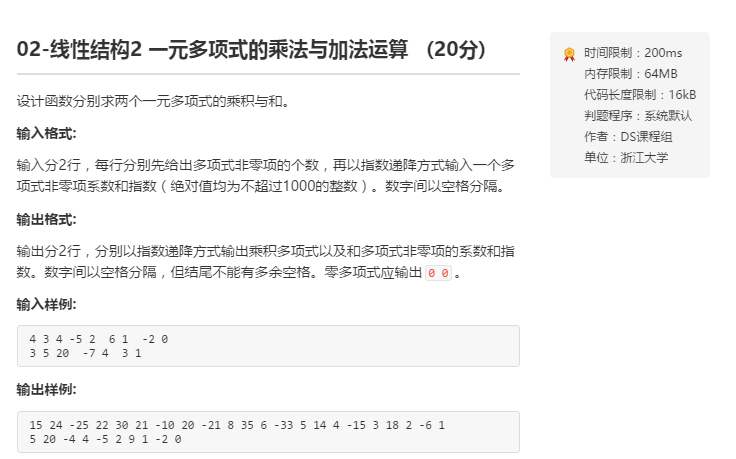 02-线性结构2 一元多项式的乘法与加法运算 （20分）
设计函数分别求两个一元多项式的乘积与和。
输入格式:
输入分2行，每行分别先给出多项式非零项的个数，再以指数递降方式输入一个多
项式非零项系数和指数（绝对值均为不超过1000的整数）。数字间以空格分隔。
输出格式:
输出分2行，分别以指数递降方式输出乘积多项式以及和多项式非零项的系数和指
数。数字间以空格分隔，但结尾不能有多余空格。零多项式应输出 0 0 。
输入样例:
4 3 4 -5 2  6 1  -2 0
3 5 20  -7 4  3 1
输出样例:
15 24 -25 22 30 21 -10 20 -21 8 35 6 -33 5 14 4 -15 3 18 2 -6 1
5 20 -4 4 -5 2 9 1 -2 0
时间限制：200ms
内存限制：64MB
代码长度限制：16kB
判题程序：系统默认
作者：DS课程组
单位：浙江大学